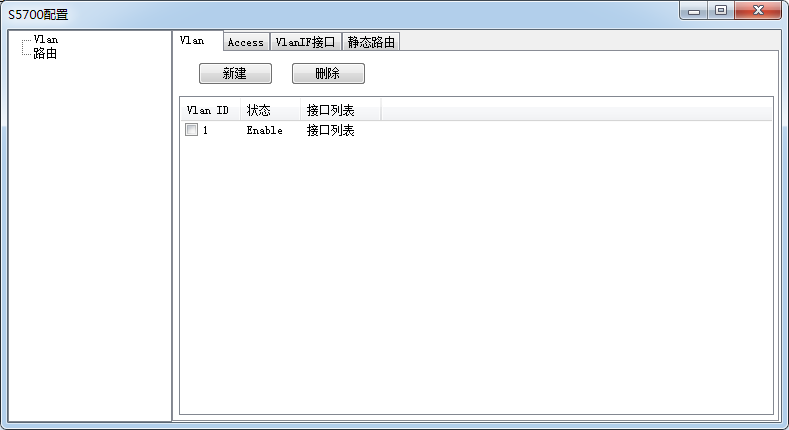 S5700配置
Vlan
路由
Vlan Access VlanIF接口 静态路由
新建 删除
Vlan ID 状态 接口列表
1 Enable 接口列表